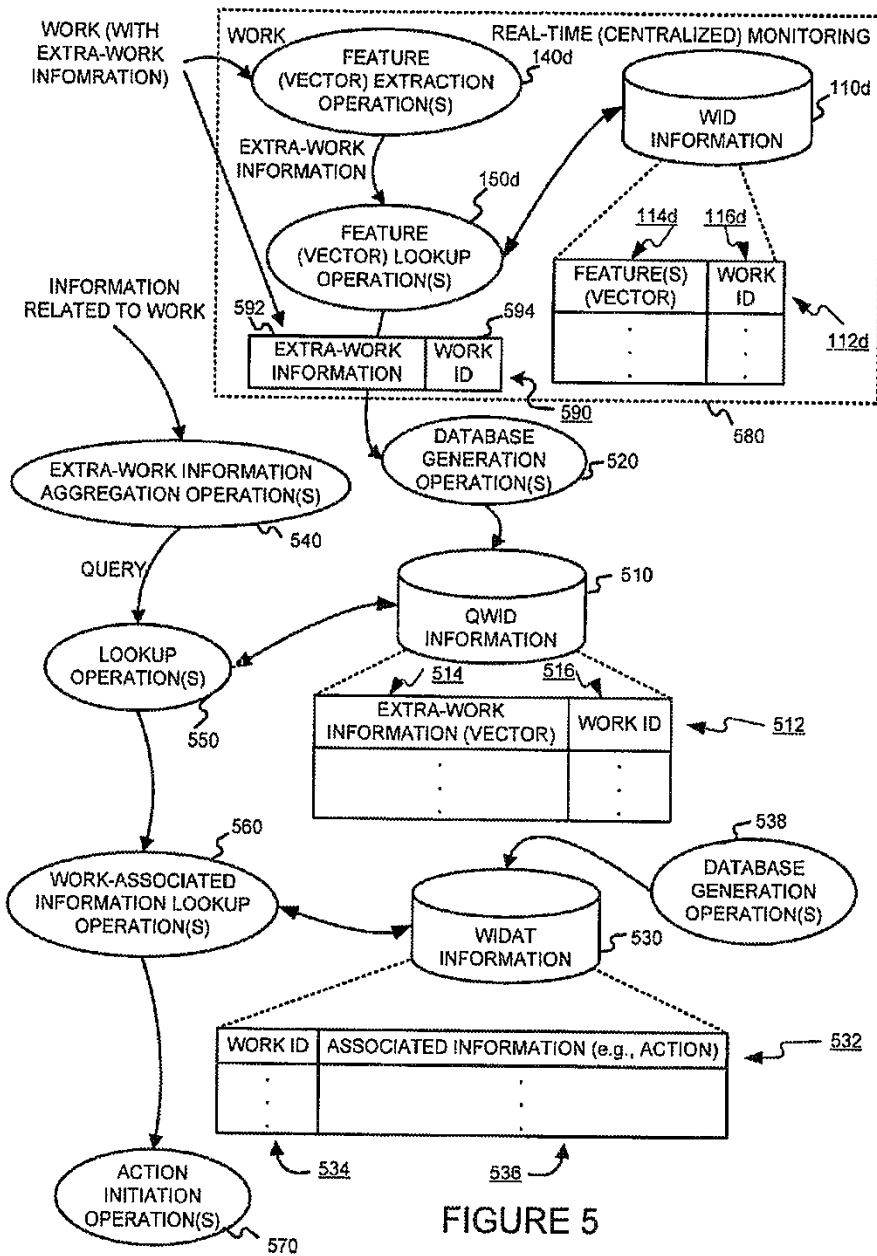 WORK (WITH
EXTRA-WORK
INFOMRATION)
WORK
REAL-TIME (CENTRALIZED) MONITORING
FEATURE
(VECTOR) EXTRACTION
OPERATION(S)
140d
110d
WID
INFORMATION
EXTRA-WORK
INFORMATION
150d
FEATURE
(VECTOR) LOOKUP
OPERATION(S)
114d
116d
FEATURE(S)
(VECTOR)
WORK
ID
112d
INFORMATION
RELATED TO WORK
592
594
EXTRA-WORK
INFORMATION
WORK
ID
590
580
DATABASE
GENERATION
OPERATION(S)
520
EXTRA-WORK INFORMATION
AGGREGATION OPERATION(S)
540
QUERY
510
QWID
INFORMATION
LOOKUP
OPERATION(S)
550
514
516
EXTRA-WORK
INFORMATION (VECTOR)
WORK ID
512
538
560
DATABASE
GENERATION
OPERATION(S)
WORK-ASSOCIATED
INFORMATION LOOKUP
OPERATION(S)
WIDAT
INFORMATION
530
WORK ID
ASSOCIATED INFORMATION (e.g., ACTION)
532
534
536
ACTION
INITIATION
OPERATION(S)
570
FIGURE 5